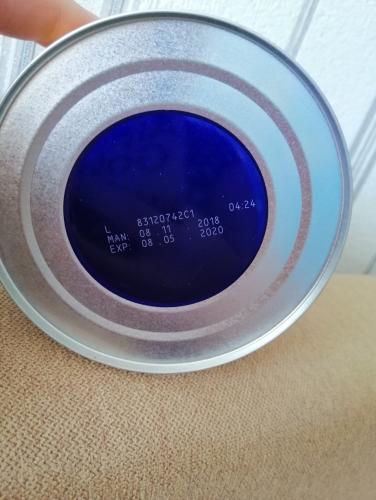 L 83120742C1 04:24
MAN: 08 . 11 . 2018
EXP: 08 . 05 . 2020